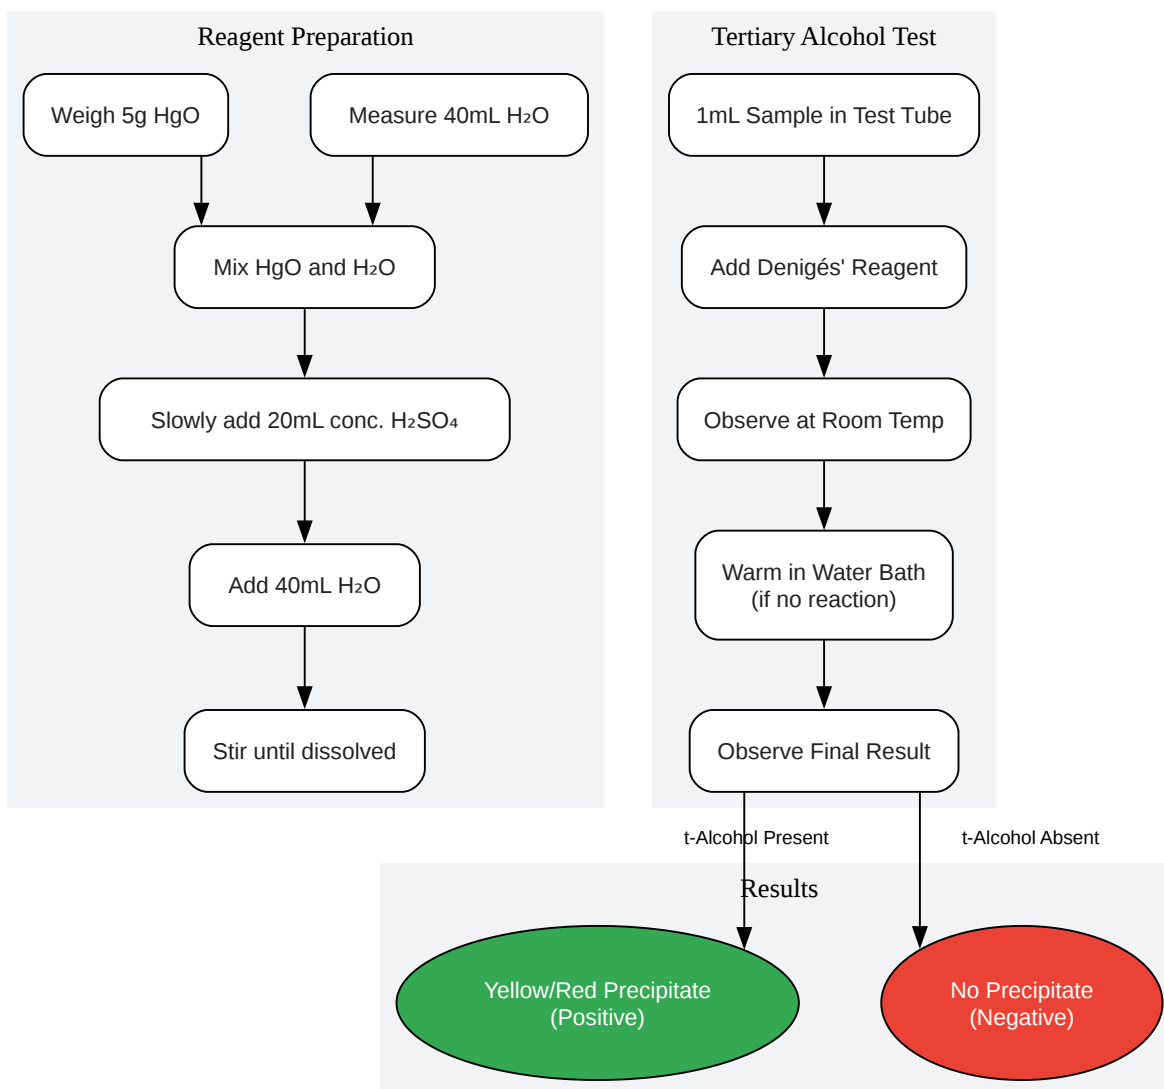 Reagent Preparation
Weigh 5g HgO
Measure 40mL H₂O
Mix HgO and H₂O
Slowly add 20mL conc. H₂SO₄
Add 40mL H₂O
Stir until dissolved
Tertiary Alcohol Test
1mL Sample in Test Tube
Add Denigés' Reagent
Observe at Room Temp
Warm in Water Bath
(if no reaction)
Observe Final Result
t-Alcohol Present
t-Alcohol Absent
Results
Yellow/Red Precipitate
(Positive)
No Precipitate
(Negative)